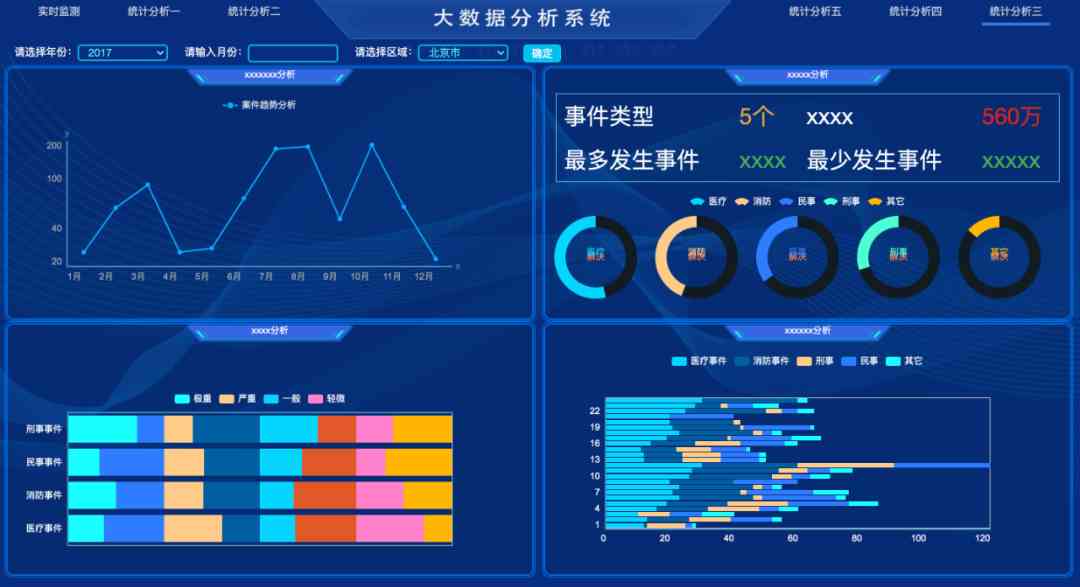 实时监测 统计分析一 统计分析二 大数据分析系统 统计分析五 统计分析四 统计分析三
请选择年份: 2017 请输入月份: 请选择区域: 北京市 确定
xxxxxxx分析
案件趋势分析
200
100
40
20
1月 2月 3月 4月 5月 6月 7月 8月 9月 10月 11月 12月
xxxxx分析
事件类型 5个 xxxx 560万
最多发生事件 xxxx 最少发生事件 xxxxx
医疗 消防 民事 刑事 其它
xxxx分析
极重 严重 一般 轻微
刑事事件
民事事件
消防事件
医疗事件
xxxxxx分析
医疗事件 消防事件 刑事 民事 其它
22
19
16
13
10
7
4
1
0 20 40 60 80 100 120